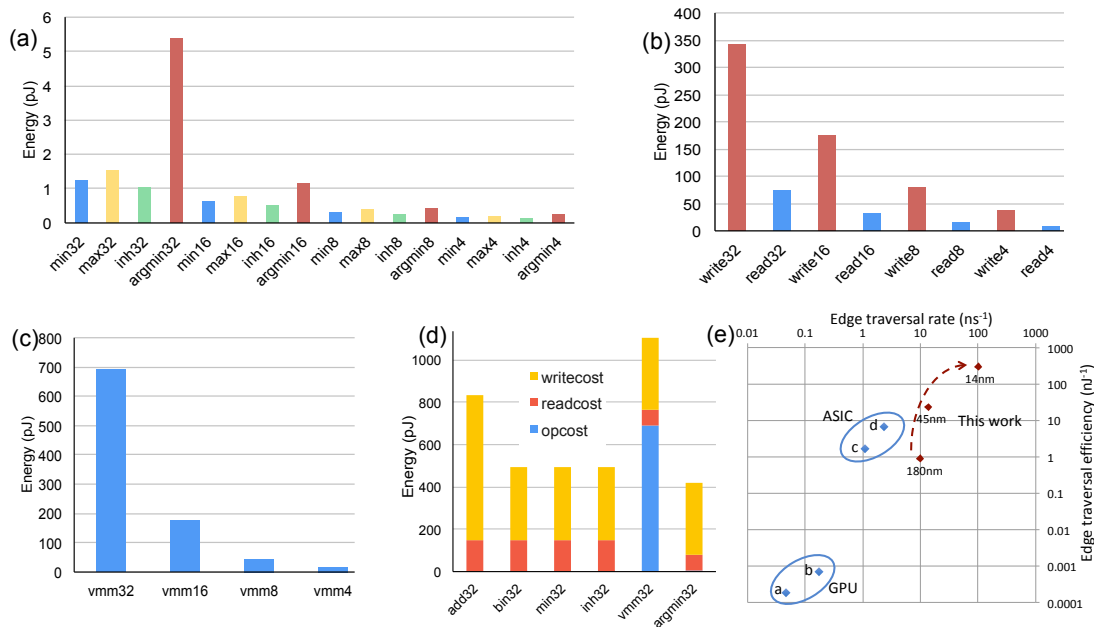 (a)
Energy (pJ)
6
5
4
3
2
1
0
min32
max32
inh32
argmin32
min16
max16
inh16
argmin16
min8
max8
inh8
argmin8
min4
max4
inh4
argmin4
(b)
Energy (pJ)
400
350
300
250
200
150
100
50
0
write32
read32
write16
read16
write8
read8
write4
read4
(c)
Energy (pJ)
800
700
600
500
400
300
200
100
0
vmm32
vmm16
vmm8
vmm4
(d)
Energy (pJ)
1000
800
600
400
200
0
writecost
readcost
opcost
add32
bin32
min32
inh32
vmm32
argmin32
(e)
Edge traversal rate (ns⁻¹)
0.01 0.1 1 10 100 1000
1000
100
10
1
0.1
0.01
0.001
0.0001
Edge traversal efficiency (nJ⁻¹)
14nm
ASIC
d
c
45nm
This work
180nm
b
a
GPU